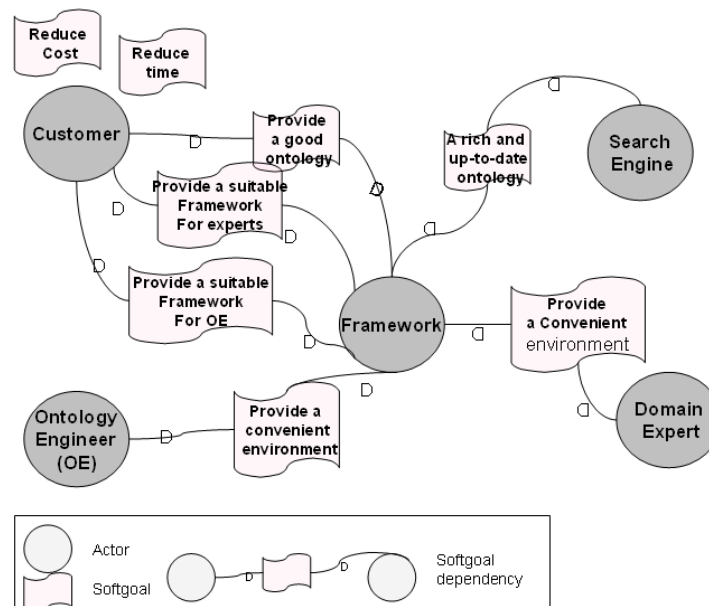 Reduce
Cost
Reduce
time
Customer
Provide
a good
ontology
A rich and
up-to-date
ontology
Search
Engine
D
D
D
D
D
D
D
D
Provide a suitable
Framework
For experts
Provide a suitable
Framework
For OE
D
D
Framework
D
Provide
a Convenient
environment
D
Ontology
Engineer
(OE)
D
Provide a
convenient
environment
D
Domain
Expert
Actor
Softgoal
D
D
Softgoal
dependency